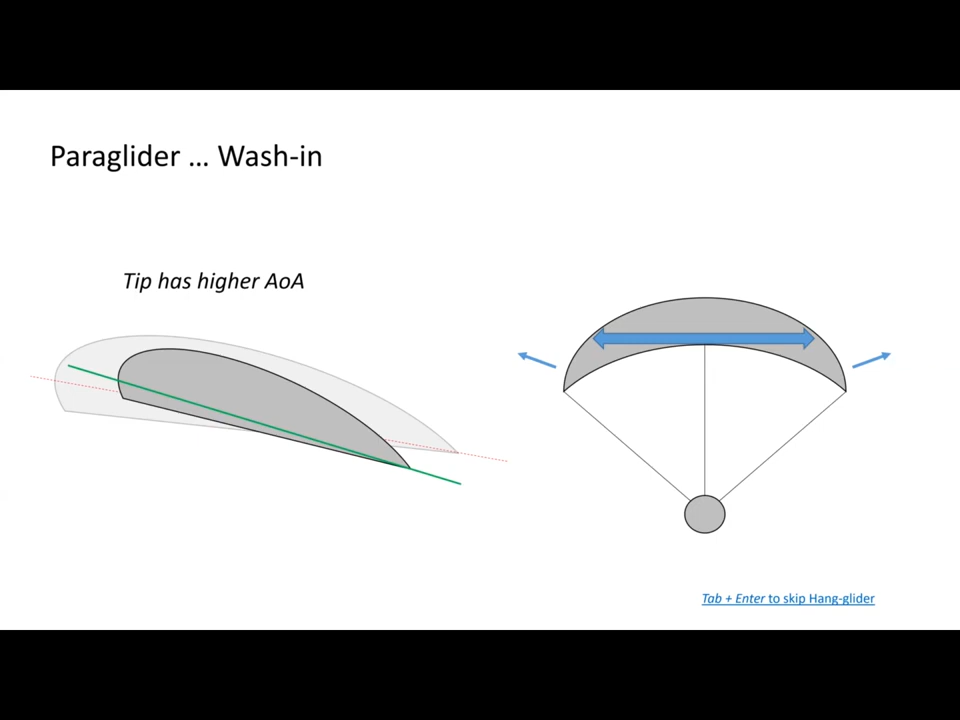 Paraglider ... Wash-in
Tip has higher AoA
Tab + Enter to skip Hang-glider